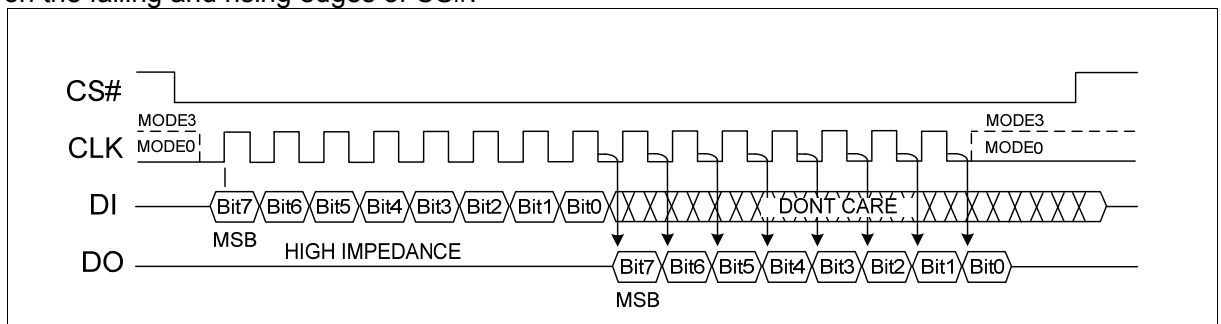 on the falling and rising edges of CS#.
CS#
MODE3 MODE3
CLK MODE0 MODE0
DI Bit7 Bit6 Bit5 Bit4 Bit3 Bit2 Bit1 Bit0 DONT CARE
MSB
DO HIGH IMPEDANCE Bit7 Bit6 Bit5 Bit4 Bit3 Bit2 Bit1 Bit0
MSB